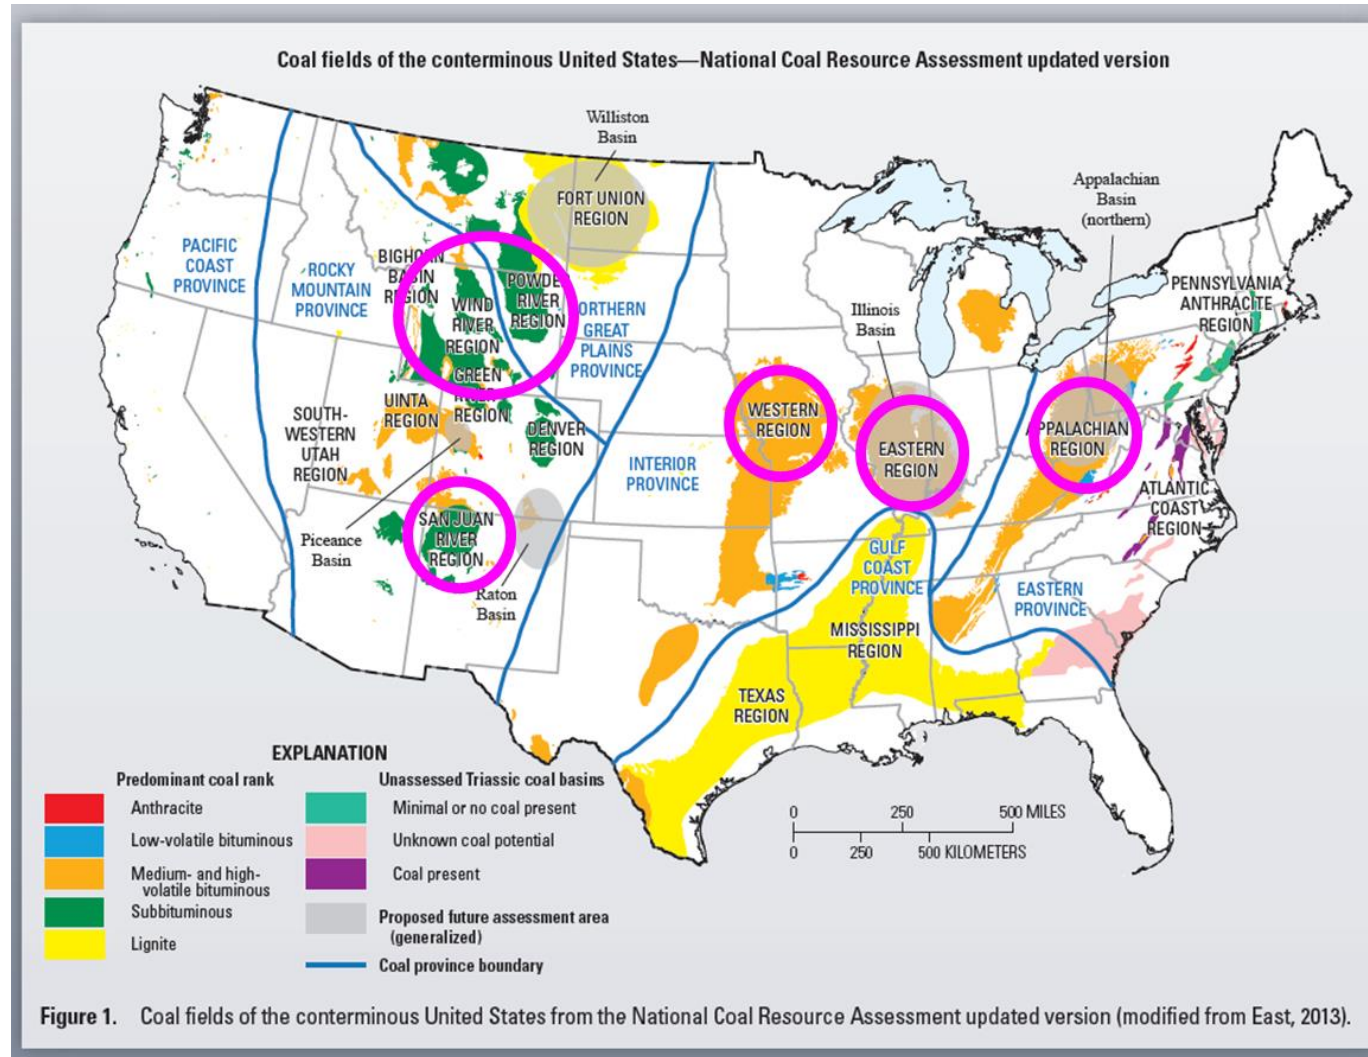 Coal fields of the conterminous United States—National Coal Resource Assessment updated version
Williston
Basin
FORT UNION
REGION
Appalachian
Basin
(northern)
PACIFIC
COAST
PROVINCE
ROCKY
MOUNTAIN
PROVINCE
BIGHORN
BASIN
REGION
WIND
RIVER
REGION
POWDE
RIVER
REGION
ORTHERN
GREAT
PLAINS
PROVINCE
GREEN
RIVER
REGION
Illinois
Basin
PENNSYLVANIA
ANTHRACITE
REGION
UINTA
REGION
SOUTH-
WESTERN
UTAH
REGION
DENVER
REGION
WESTERN
REGION
EASTERN
REGION
APPALACHIAN
REGION
INTERIOR
PROVINCE
ATLANTIC
COAST
REGION
SAN JUAN
RIVER
REGION
Piceance
Basin
Raton
Basin
GULF
COAST
PROVINCE
EASTERN
PROVINCE
MISSISSIPPI
REGION
TEXAS
REGION
EXPLANATION
Predominant coal rank
Anthracite
Low-volatile bituminous
Medium- and high-
volatile bituminous
Subbituminous
Lignite
Unassessed Triassic coal basins
Minimal or no coal present
Unknown coal potential
Coal present
Proposed future assessment area
(generalized)
Coal province boundary
0 250 500 MILES
0 250 500 KILOMETERS
Figure 1. Coal fields of the conterminous United States from the National Coal Resource Assessment updated version (modified from East, 2013).